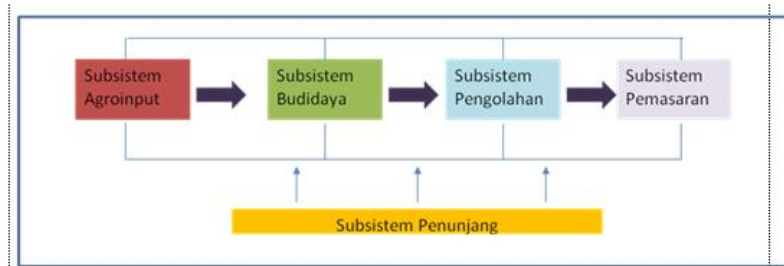 Subsistem
Agroinput
Subsistem
Budidaya
Subsistem
Pengolahan
Subsistem
Pemasaran
Subsistem Penunjang